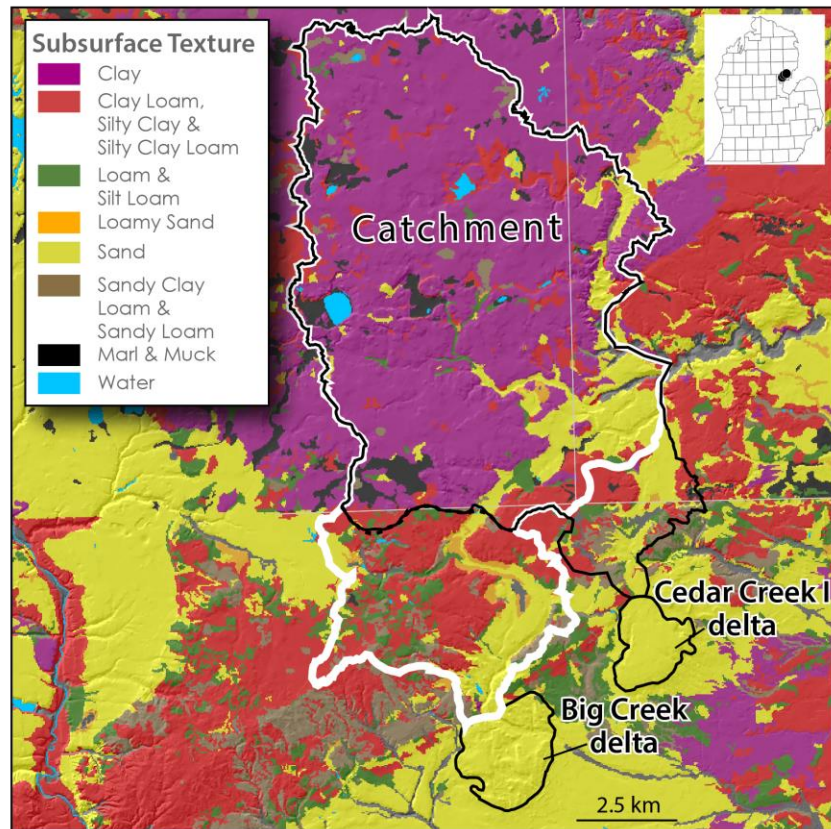 Subsurface Texture
Clay
Clay Loam,
Silty Clay &
Silty Clay Loam
Loam &
Silt Loam
Loamy Sand
Sand
Sandy Clay
Loam &
Sandy Loam
Marl & Muck
Water
Catchment
Cedar Creek I
delta
Big Creek
delta
2.5 km